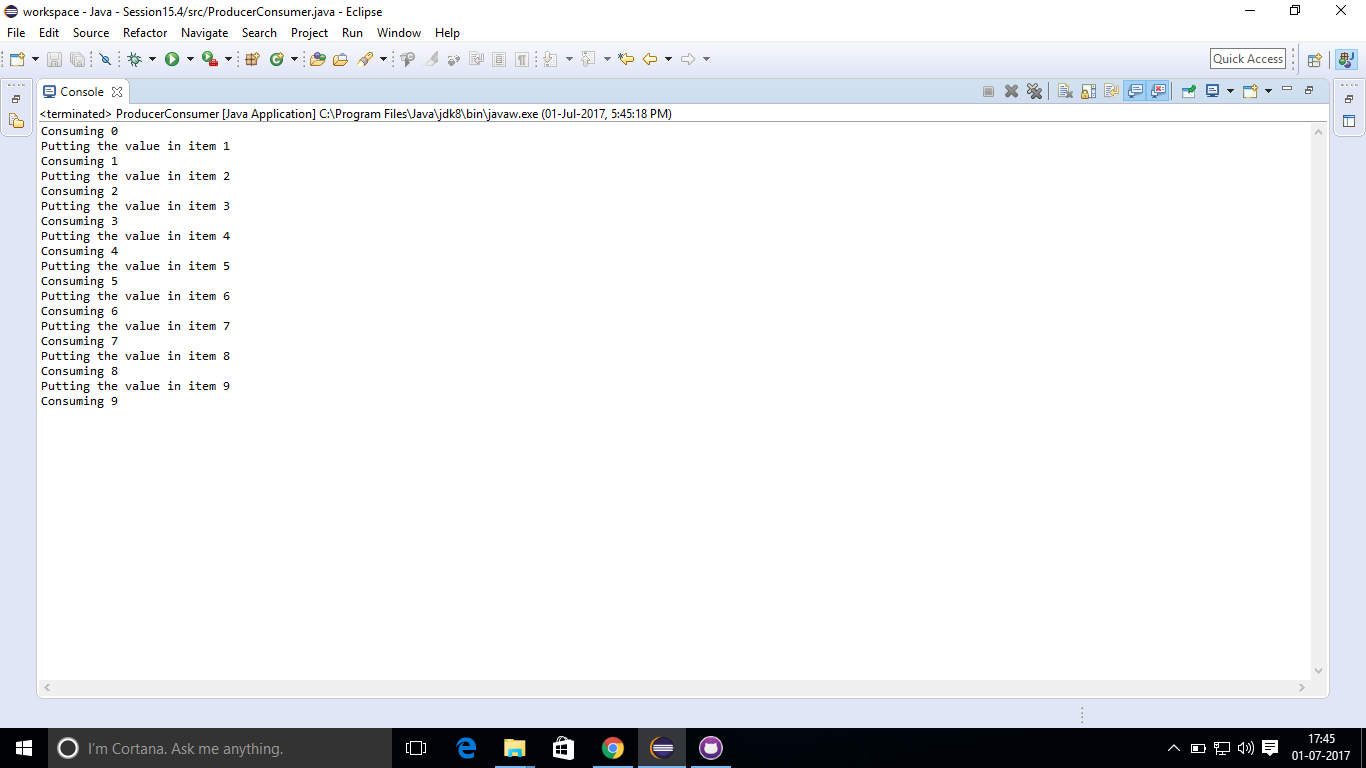 workspace - Java - Session15.4/src/ProducerConsumer.java - Eclipse
File Edit Source Refactor Navigate Search Project Run Window Help
Quick Access
Console
<terminated> ProducerConsumer [Java Application] C:\Program Files\Java\jdk8\bin\javaw.exe (01-Jul-2017, 5:45:18 PM)
Consuming 0
Putting the value in item 1
Consuming 1
Putting the value in item 2
Consuming 2
Putting the value in item 3
Consuming 3
Putting the value in item 4
Consuming 4
Putting the value in item 5
Consuming 5
Putting the value in item 6
Consuming 6
Putting the value in item 7
Consuming 7
Putting the value in item 8
Consuming 8
Putting the value in item 9
Consuming 9
I'm Cortana. Ask me anything.
17:45
01-07-2017